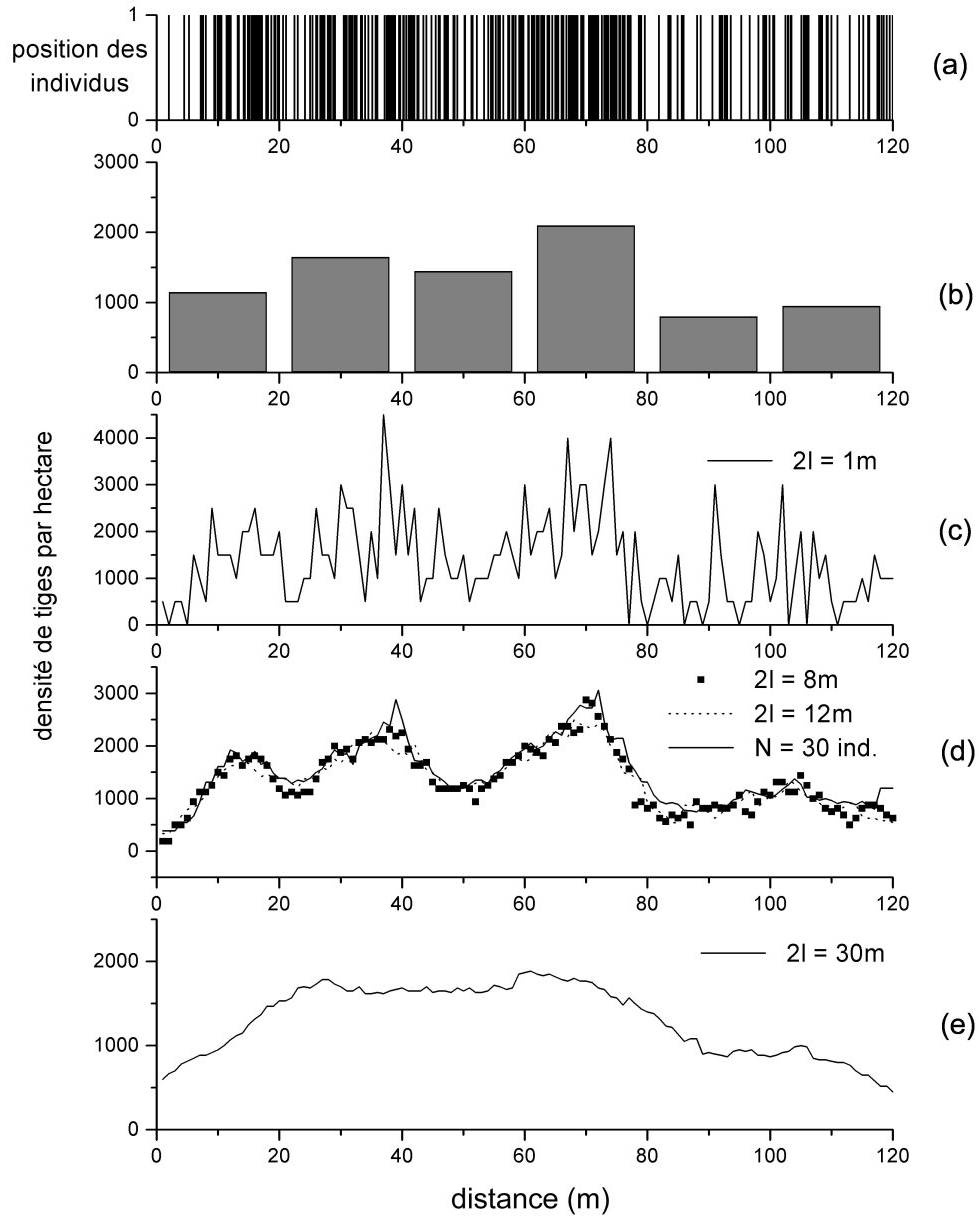 1
position des
individus
0
(a)
0 20 40 60 80 100 120
3000
2000
1000
0
(b)
0 20 40 60 80 100 120
densité de tiges par hectare
4000
3000
2000
1000
0
2l = 1m
(c)
0 20 40 60 80 100 120
3000
2000
1000
0
2l = 8m
2l = 12m
N = 30 ind.
(d)
0 20 40 60 80 100 120
2000
1000
0
2l = 30m
(e)
0 20 40 60 80 100 120
distance (m)